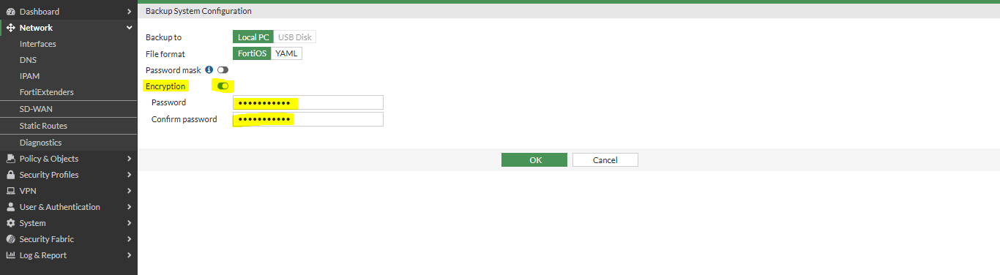 Dashboard
Network
Interfaces
DNS
IPAM
FortiExtenders
SD-WAN
Static Routes
Diagnostics
Policy & Objects
Security Profiles
VPN
User & Authentication
System
Security Fabric
Log & Report
Backup System Configuration
Backup to Local PC USB Disk
File format FortiOS YAML
Password mask
Encryption
Password •••••••••••
Confirm password •••••••••••
OK Cancel